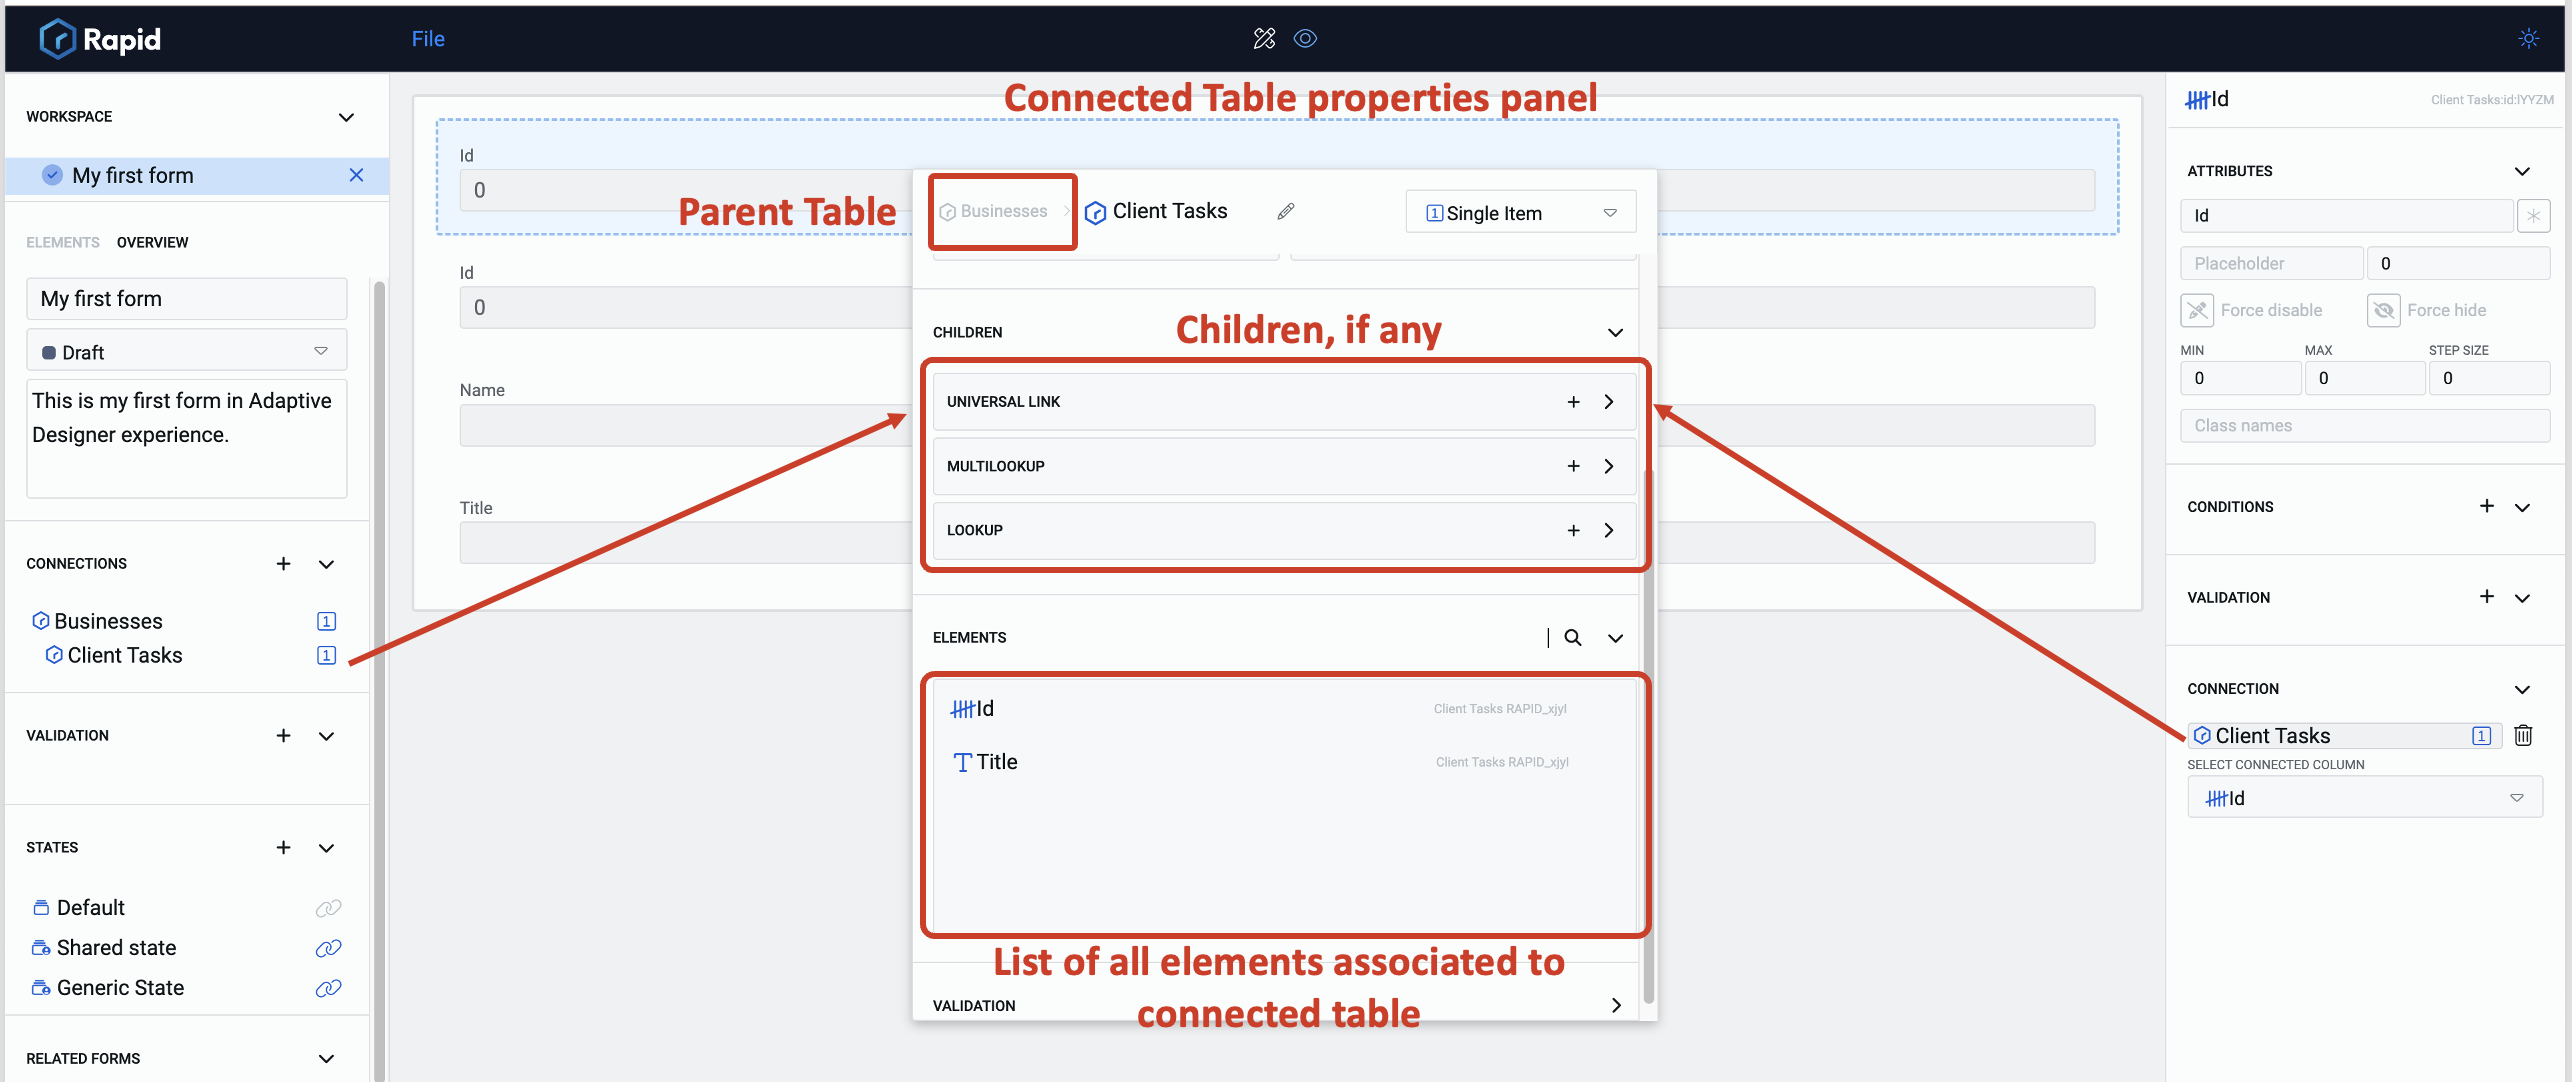 Rapid
File
WORKSPACE
My first form
ELEMENTS OVERVIEW
My first form
Draft
This is my first form in Adaptive
Designer experience.
CONNECTIONS
Businesses 1
Client Tasks 1
VALIDATION
STATES
Default
Shared state
Generic State
RELATED FORMS
Connected Table properties panel
Id
0
Id
0
Name
Title
Parent Table
Businesses
Client Tasks
1 Single Item
CHILDREN
Children, if any
UNIVERSAL LINK
MULTILOOKUP
LOOKUP
ELEMENTS
Id Client Tasks RAPID_xjyl
Title Client Tasks RAPID_xjyl
List of all elements associated to
connected table
VALIDATION
Id Client Tasks:id:lYYZM
ATTRIBUTES
Id
Placeholder 0
Force disable Force hide
MIN MAX STEP SIZE
0 0 0
Class names
CONDITIONS
VALIDATION
CONNECTION
Client Tasks 1
SELECT CONNECTED COLUMN
Id